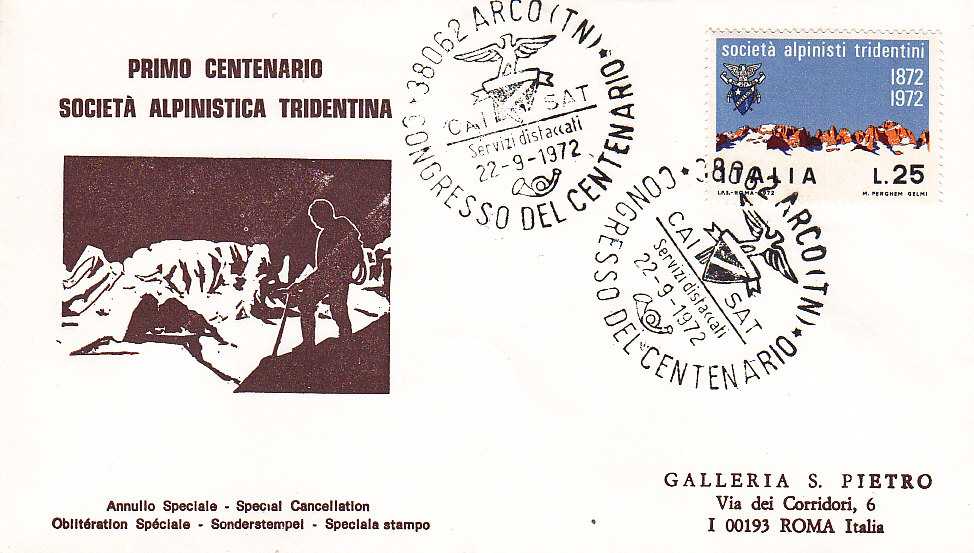 PRIMO CENTENARIO
SOCIETÀ ALPINISTICA TRIDENTINA
38062 ARCO (TN) * CONGRESSO DEL CENTENARIO *
CAI SAT
Servizi distaccati
22-9-1972
società alpinisti tridentini
1872
1972
ITALIA L.25
I.P.S.-ROMA-1972 M. PERGHEM GELMI
38062 ARCO (TN) * CONGRESSO DEL CENTENARIO *
CAI SAT
Servizi distaccati
22-9-1972
Annullo Speciale - Special Cancellation
Oblitération Spéciale - Sonderstempel - Speciala stampo
GALLERIA S. PIETRO
Via dei Corridori, 6
I 00193 ROMA Italia